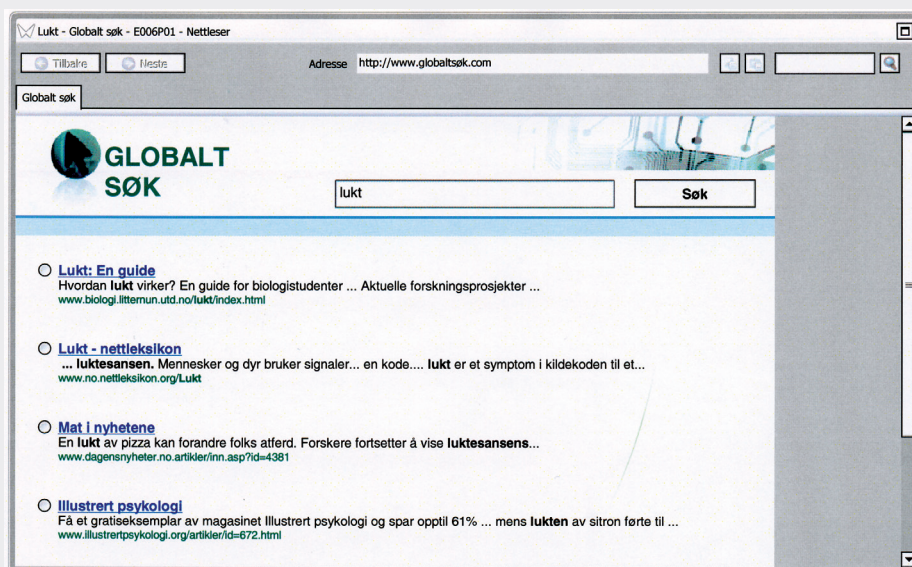 Lukt - Globalt søk - E006P01 - Nettleser
Tilbake Neste Adresse http://www.globaltsøk.com
Globalt søk
GLOBALT
SØK
lukt Søk
Lukt: En guide
Hvordan lukt virker? En guide for biologistudenter ... Aktuelle forskningsprosjekter ...
www.biologi.litternun.utd.no/lukt/index.html
Lukt - nettleksikon
... luktesansen. Mennesker og dyr bruker signaler... en kode.... lukt er et symptom i kildekoden til et...
www.no.nettleksikon.org/Lukt
Mat i nyhetene
En lukt av pizza kan forandre folks atferd. Forskere fortsetter å vise luktesansens...
www.dagensnyheter.no.artikler/inn.asp?id=4381
Illustrert psykologi
Få et gratiseksemplar av magasinet Illustrert psykologi og spar opptil 61% ... mens lukten av sitron førte til ...
www.illustrertpsykologi.org/artikler/id=672.html